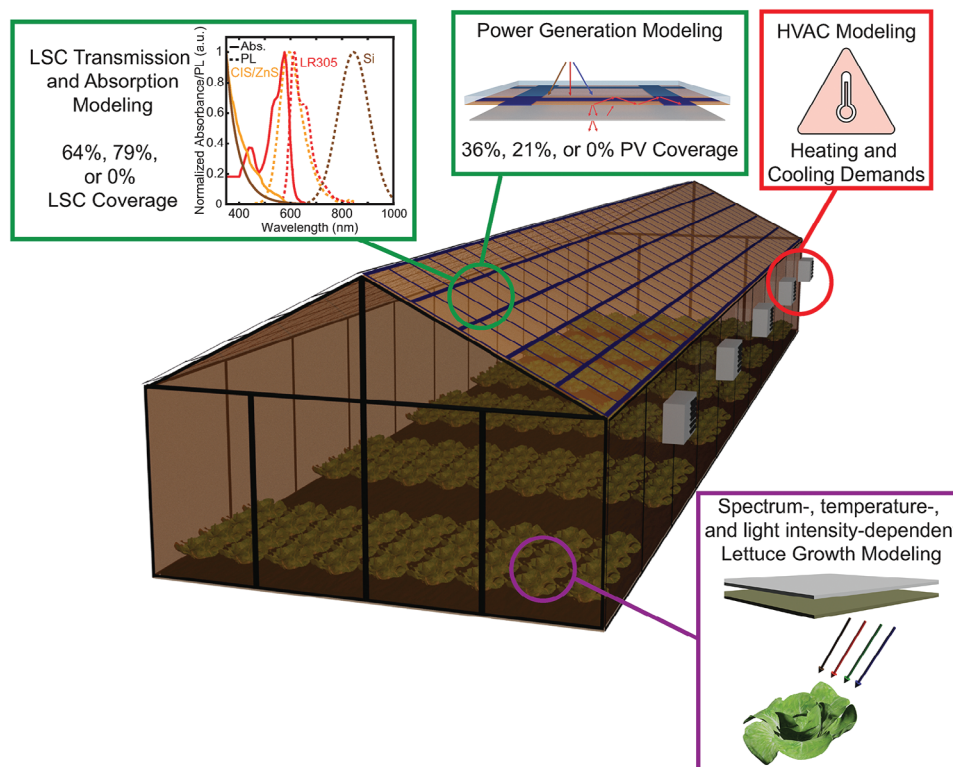 LSC Transmission
and Absorption
Modeling
64%, 79%,
or 0%
LSC Coverage
Normalized Absorbance/PL (a.u.)
1
0.8
0.6
0.4
0.2
0
Abs.
PL
CIS/ZnS
LR305
Si
400
600
800
1000
Wavelength (nm)
Power Generation Modeling
36%, 21%, or 0% PV Coverage
HVAC Modeling
Heating and
Cooling Demands
Spectrum-, temperature-,
and light intensity-dependent
Lettuce Growth Modeling